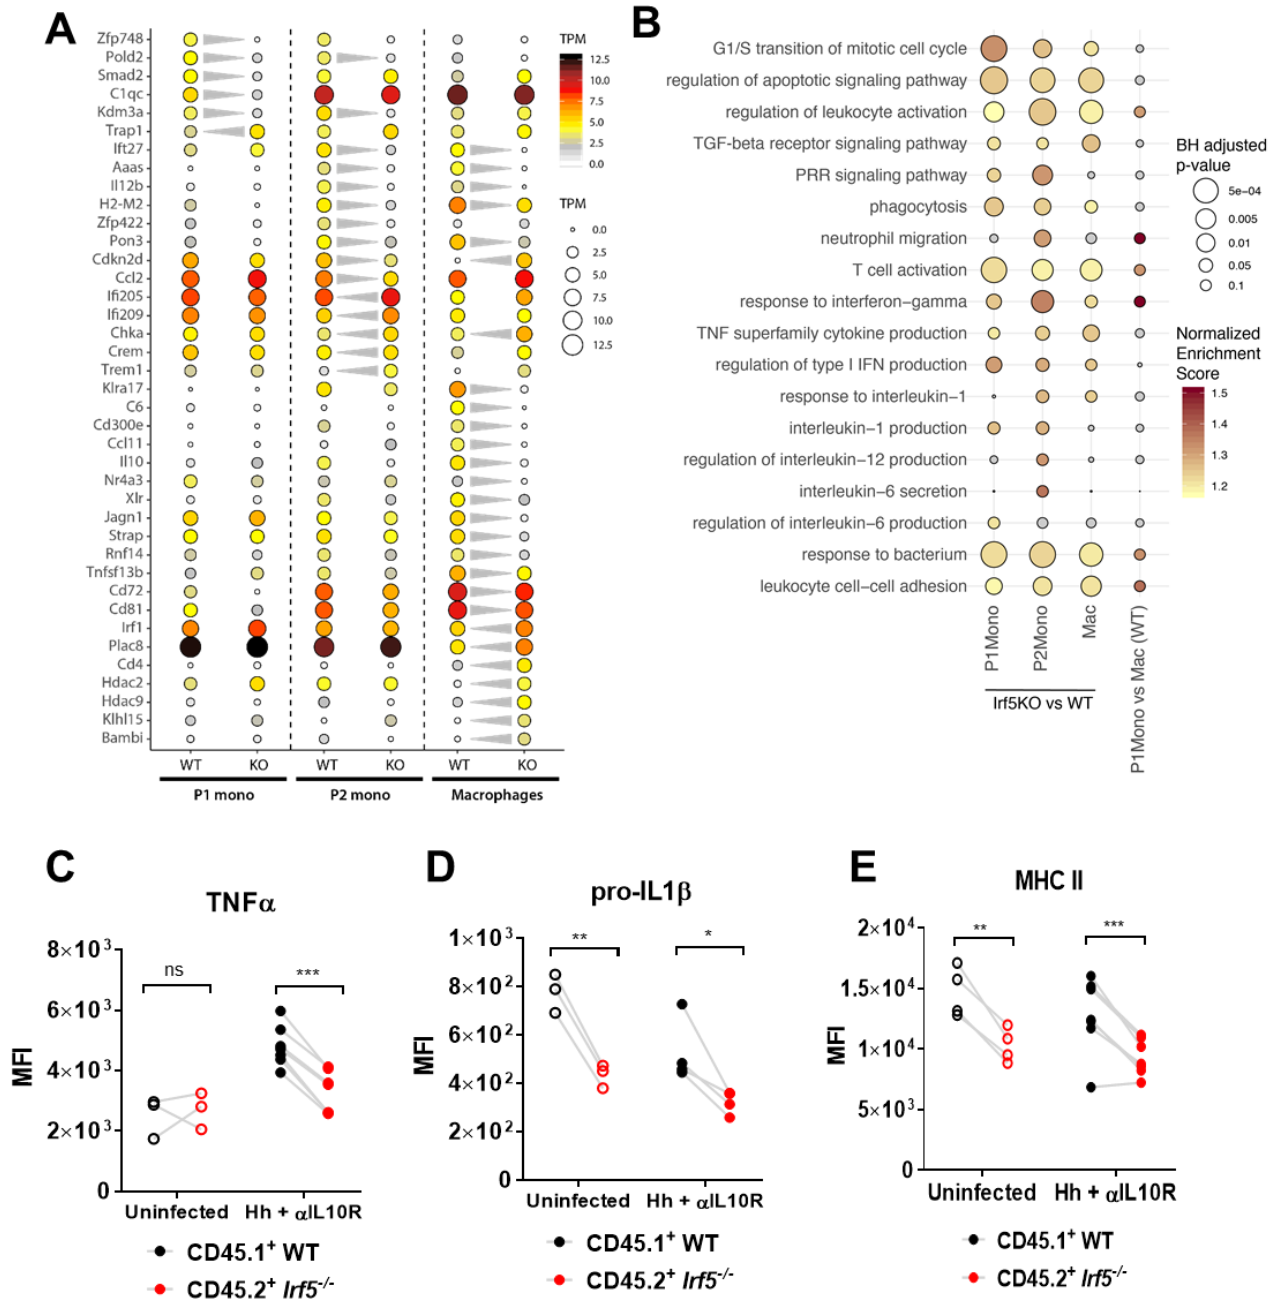 A
Zfp748
Pold2
Smad2
C1qc
Kdm3a
Trap1
Ift27
Aaas
Il12b
H2-M2
Zfp422
Pon3
Cdkn2d
Ccl2
Ifi205
Ifi209
Chka
Crem
Trem1
Klra17
C6
Cd300e
Ccl11
Il10
Nr4a3
Xlr
Jagn1
Strap
Rnf14
Tnfsf13b
Cd72
Cd81
Irf1
Plac8
Cd4
Hdac2
Hdac9
Klhl15
Bambi
WT KO WT KO WT KO
P1 mono P2 mono Macrophages
TPM
12.5
10.0
7.5
5.0
2.5
0.0
TPM
0.0
2.5
5.0
7.5
10.0
12.5
B
G1/S transition of mitotic cell cycle
regulation of apoptotic signaling pathway
regulation of leukocyte activation
TGF-beta receptor signaling pathway
PRR signaling pathway
phagocytosis
neutrophil migration
T cell activation
response to interferon-gamma
TNF superfamily cytokine production
regulation of type I IFN production
response to interleukin-1
interleukin-1 production
regulation of interleukin-12 production
interleukin-6 secretion
regulation of interleukin-6 production
response to bacterium
leukocyte cell-cell adhesion
P1Mono
P2Mono
Mac
P1Mono vs Mac (WT)
Irf5KO vs WT
BH adjusted
p-value
5e-04
0.005
0.01
0.05
0.1
Normalized
Enrichment
Score
1.5
1.4
1.3
1.2
C
TNFα
MFI
8×10³
6×10³
4×10³
2×10³
0
ns
***
Uninfected Hh + αIL10R
CD45.1⁺ WT
CD45.2⁺ Irf5⁻/⁻
D
pro-IL1β
MFI
1×10³
8×10²
6×10²
4×10²
2×10²
0
**
*
Uninfected Hh + αIL10R
CD45.1⁺ WT
CD45.2⁺ Irf5⁻/⁻
E
MHC II
MFI
2×10⁴
1.5×10⁴
1×10⁴
5×10³
0
**
***
Uninfected Hh + αIL10R
CD45.1⁺ WT
CD45.2⁺ Irf5⁻/⁻